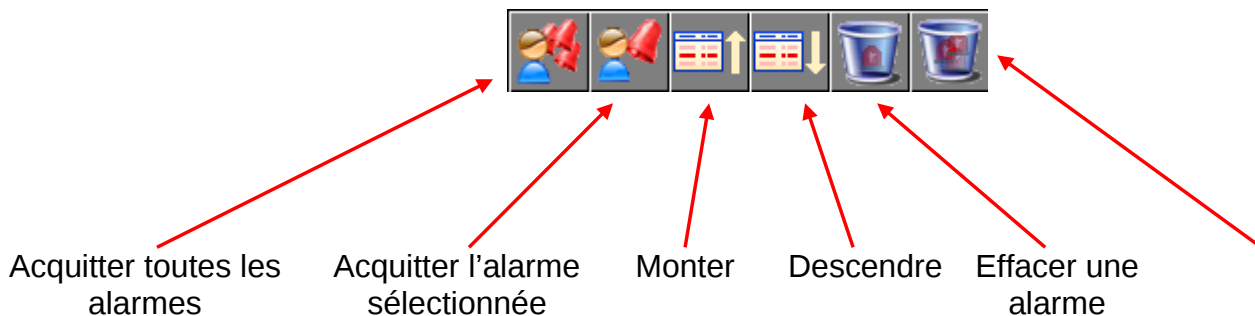 Acquitter toutes les
alarmes
Acquitter l’alarme
sélectionnée
Monter
Descendre
Effacer une
alarme